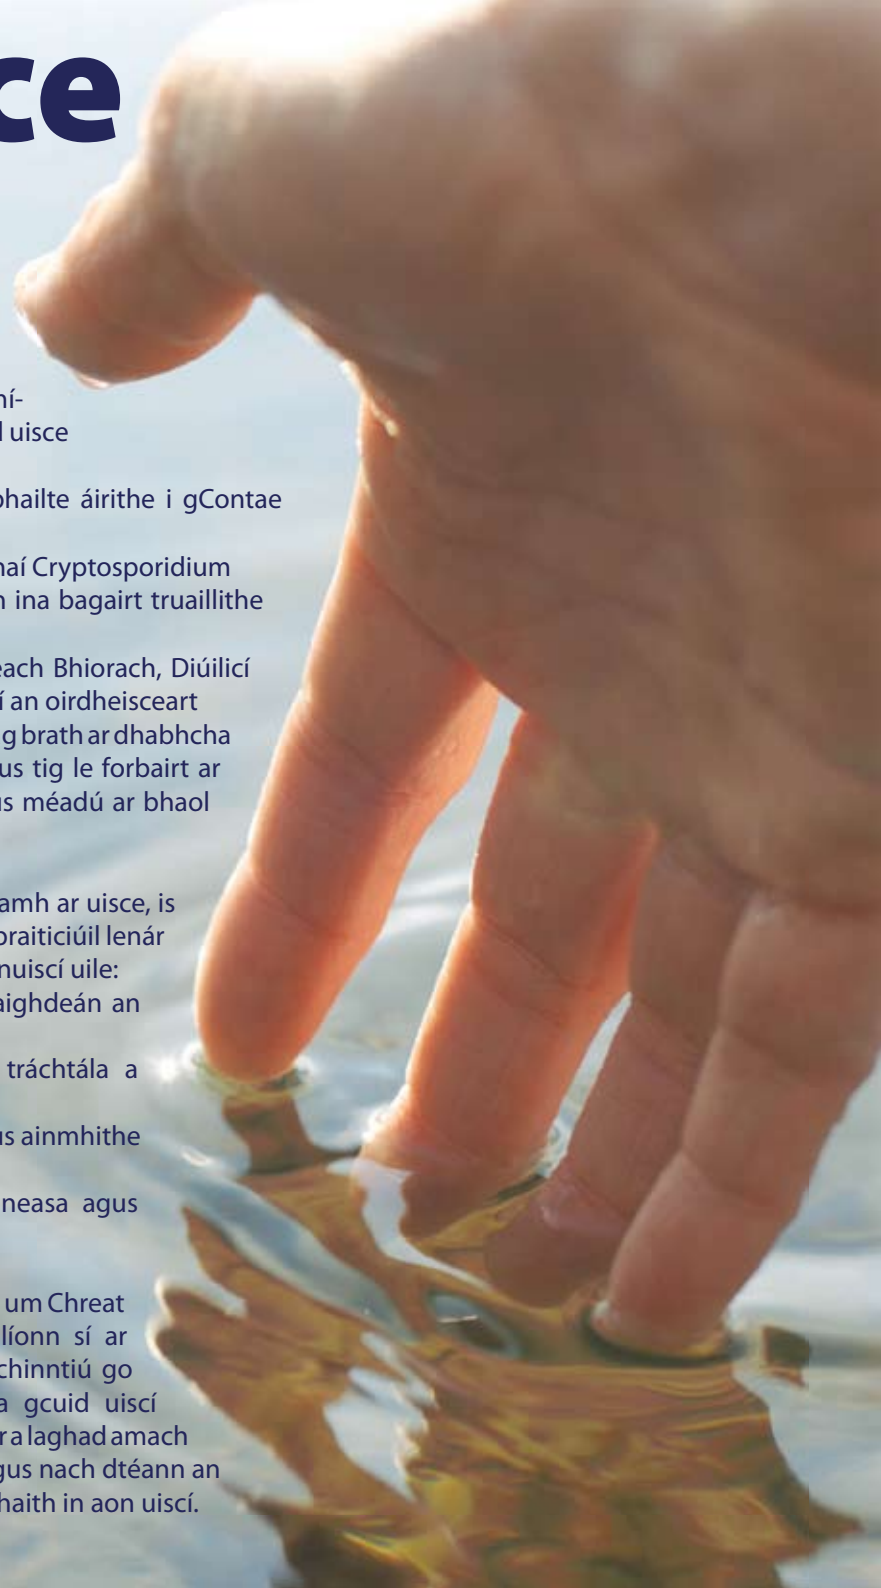 ce
ní-
uisce
bhailte áirithe i gContae
Cryptosporidium
ina bagairt truaillithe
each Bhiorach, Diúilicí
í an oirdheisceart
g brath ar dhabhcha
us tig le forbairt ar
us méadú ar bhaol
amh ar uisce, is
praiticiúil lenár
nuiscí uile:
aighdeán an
tráchtála a
us ainmhithe
neasa agus
um Chreat
líonn sí ar
chinntiú go
a gcuid uiscí
r a laghad amach
gus nach dtéann an
haith in aon uiscí.